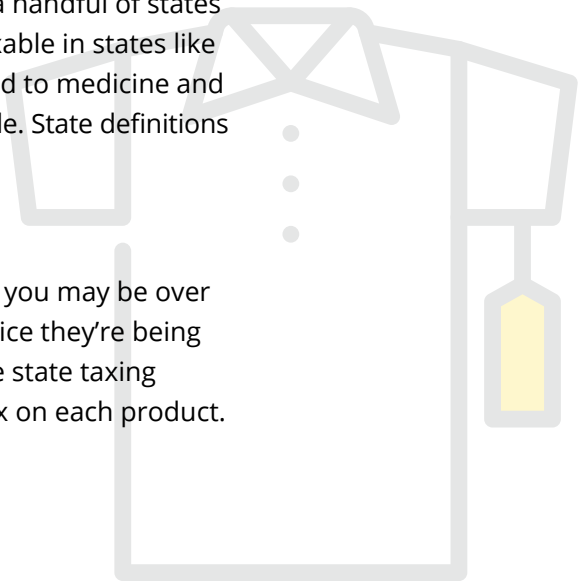 a handful of states
able in states like
d to medicine and
le. State definitions
you may be over
ice they're being
e state taxing
x on each product.